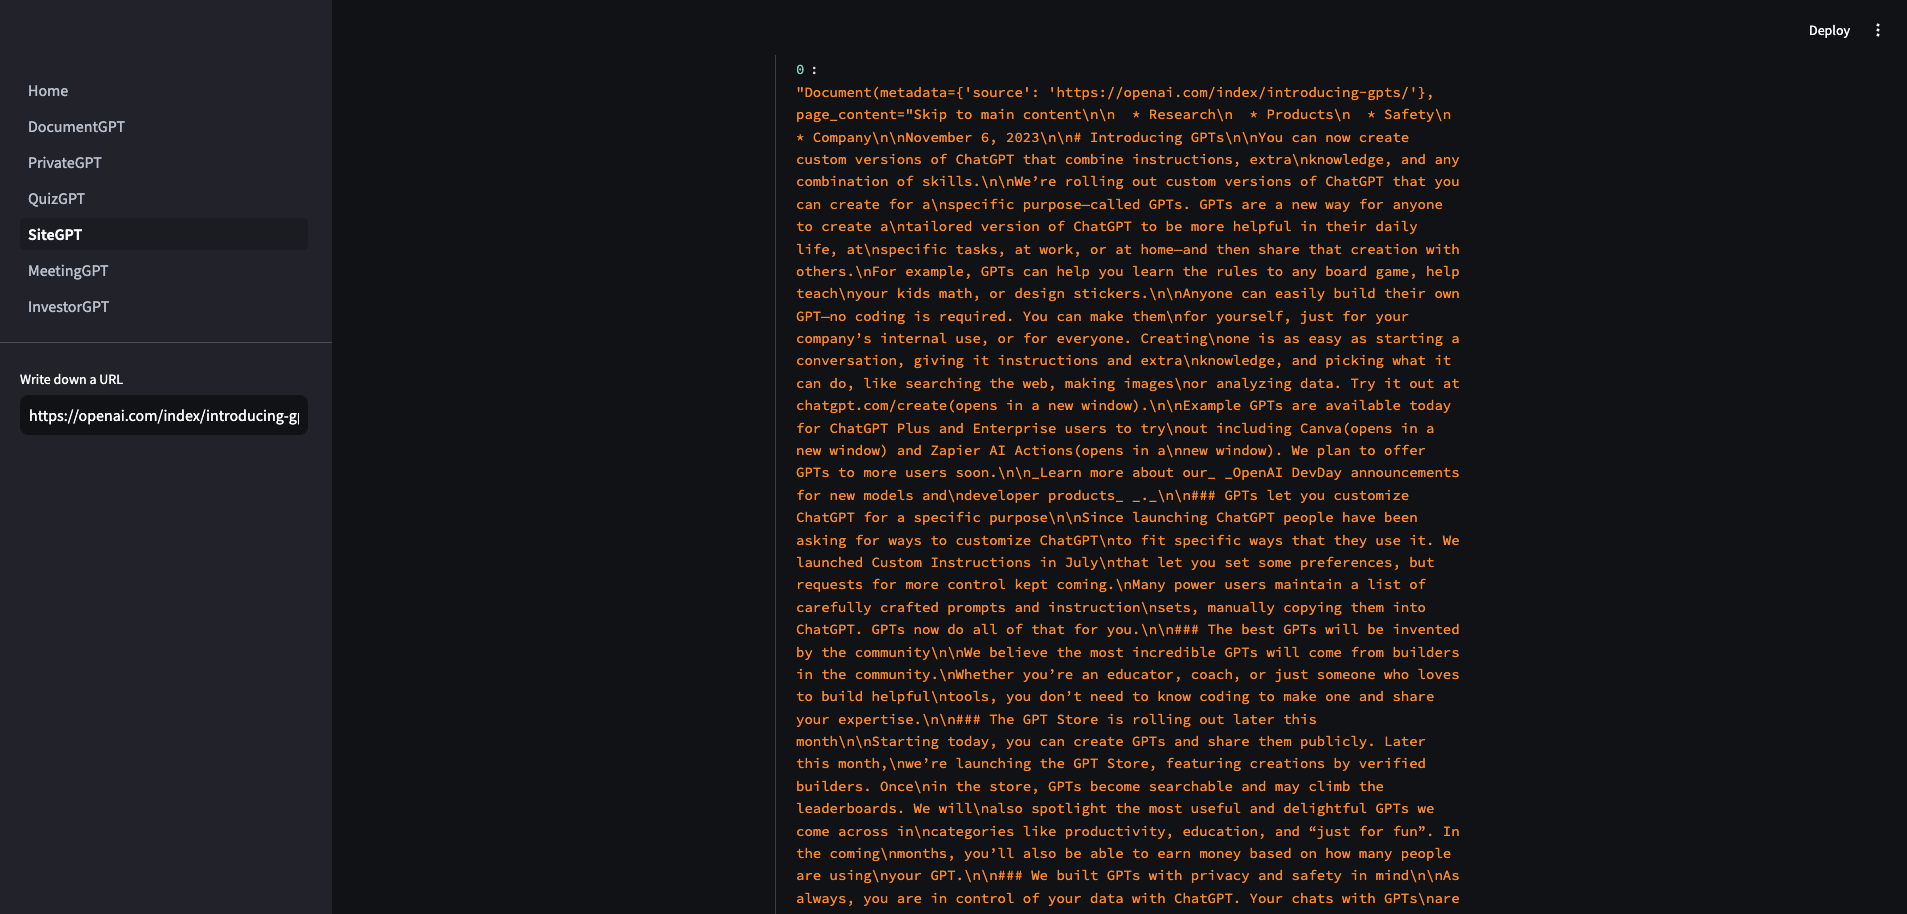 Deploy
Home
DocumentGPT
PrivateGPT
QuizGPT
SiteGPT
MeetingGPT
InvestorGPT
Write down a URL
https://openai.com/index/introducing-g
0 :
"Document(metadata={'source': 'https://openai.com/index/introducing-gpts/'},
page_content="Skip to main content\n\n  * Research\n  * Products\n  * Safety\n
* Company\n\nNovember 6, 2023\n\n# Introducing GPTs\n\nYou can now create
custom versions of ChatGPT that combine instructions, extra\nknowledge, and any
combination of skills.\n\nWe’re rolling out custom versions of ChatGPT that you
can create for a\nspecific purpose—called GPTs. GPTs are a new way for anyone
to create a\ntailored version of ChatGPT to be more helpful in their daily
life, at\nspecific tasks, at work, or at home—and then share that creation with
others.\nFor example, GPTs can help you learn the rules to any board game, help
teach\nyour kids math, or design stickers.\n\nAnyone can easily build their own
GPT—no coding is required. You can make them\nfor yourself, just for your
company’s internal use, or for everyone. Creating\none is as easy as starting a
conversation, giving it instructions and extra\nknowledge, and picking what it
can do, like searching the web, making images\nor analyzing data. Try it out at
chatgpt.com/create(opens in a new window).\n\nExample GPTs are available today
for ChatGPT Plus and Enterprise users to try\nout including Canva(opens in a
new window) and Zapier AI Actions(opens in a\nnew window). We plan to offer
GPTs to more users soon.\n\n_Learn more about our_ _OpenAI DevDay announcements
for new models and\ndeveloper products_ _._\n\n### GPTs let you customize
ChatGPT for a specific purpose\n\nSince launching ChatGPT people have been
asking for ways to customize ChatGPT\nto fit specific ways that they use it. We
launched Custom Instructions in July\nthat let you set some preferences, but
requests for more control kept coming.\nMany power users maintain a list of
carefully crafted prompts and instruction\nsets, manually copying them into
ChatGPT. GPTs now do all of that for you.\n\n### The best GPTs will be invented
by the community\n\nWe believe the most incredible GPTs will come from builders
in the community.\nWhether you’re an educator, coach, or just someone who loves
to build helpful\ntools, you don’t need to know coding to make one and share
your expertise.\n\n### The GPT Store is rolling out later this
month\n\nStarting today, you can create GPTs and share them publicly. Later
this month,\nwe’re launching the GPT Store, featuring creations by verified
builders. Once\nin the store, GPTs become searchable and may climb the
leaderboards. We will\nalso spotlight the most useful and delightful GPTs we
come across in\ncategories like productivity, education, and “just for fun”. In
the coming\nmonths, you’ll also be able to earn money based on how many people
are using\nyour GPT.\n\n### We built GPTs with privacy and safety in mind\n\nAs
always, you are in control of your data with ChatGPT. Your chats with GPTs\nare